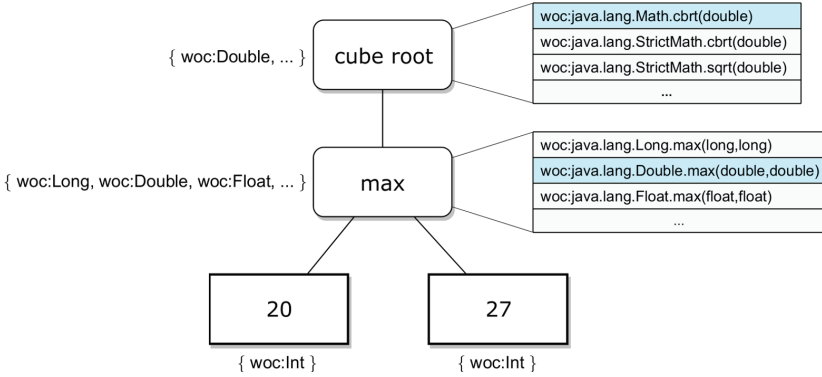 woc:java.lang.Math.cbrt(double)
{ woc:Double, ... }
cube root
woc:java.lang.StrictMath.cbrt(double)
woc:java.lang.StrictMath.sqrt(double)
...
{ woc:Long, woc:Double, woc:Float, ... }
max
woc:java.lang.Long.max(long,long)
woc:java.lang.Double.max(double,double)
woc:java.lang.Float.max(float,float)
...
20
27
{ woc:Int }
{ woc:Int }